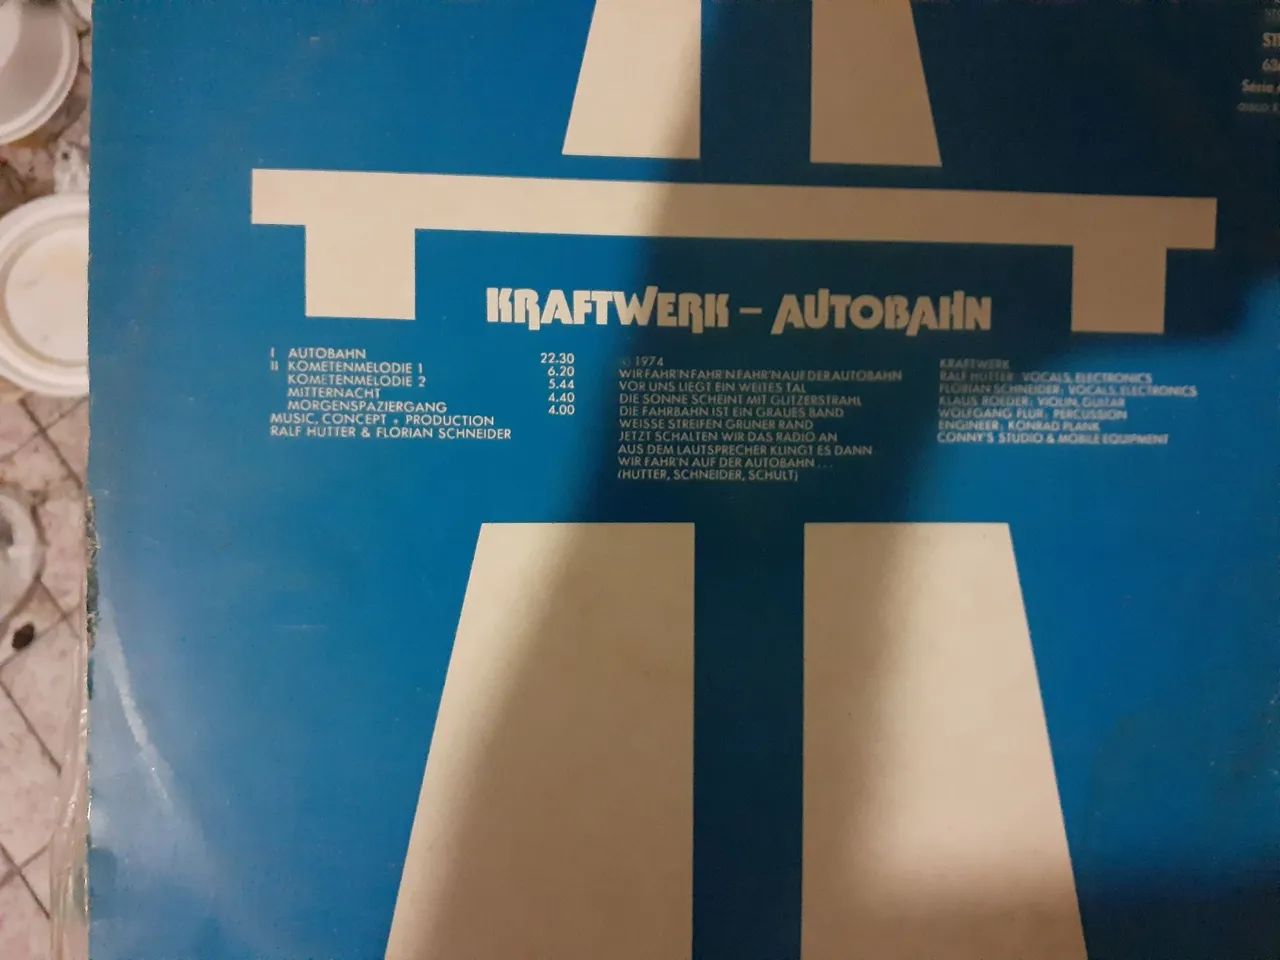 STE
Série
KRAFTWERK – AUTOBAHN
I AUTOBAHN 22.30
II KOMETENMELODIE 1 6.20
KOMETENMELODIE 2 5.44
MITTERNACHT 4.40
MORGENSPAZIERGANG 4.00
MUSIC, CONCEPT + PRODUCTION
RALF HUTTER & FLORIAN SCHNEIDER
© 1974
WIR FAHR'N FAHR'N FAHR'N AUF DER AUTOBAHN
VOR UNS LIEGT EIN WEITES TAL
DIE SONNE SCHEINT MIT GLITZERSTRAHL
DIE FAHRBAHN IST EIN GRAUES BAND
WEISSE STREIFEN GRUNER RAND
JETZT SCHALTEN WIR DAS RADIO AN
AUS DEM LAUTSPRECHER KLINGT ES DANN
WIR FAHR'N AUF DER AUTOBAHN...
(HUTTER, SCHNEIDER, SCHULT)
KRAFTWERK
RALF HUTTER: VOCALS, ELECTRONICS
FLORIAN SCHNEIDER: VOCALS, ELECTRONICS
KLAUS ROEDER: VIOLIN, GUITAR
WOLFGANG FLUR: PERCUSSION
ENGINEER: KONRAD PLANK
CONNY'S STUDIO & MOBILE EQUIPMENT